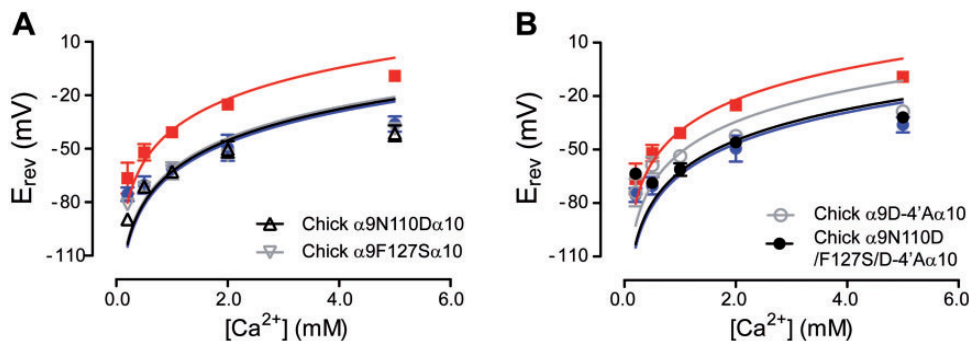 A
10
-20
-50
-80
-110
E_rev (mV)
0.0
2.0
4.0
6.0
[Ca²⁺] (mM)
Chick α9N110Dα10
Chick α9F127Sα10
B
10
-20
-50
-80
-110
E_rev (mV)
0.0
2.0
4.0
6.0
[Ca²⁺] (mM)
Chick α9D-4'Aα10
Chick α9N110D
/F127S/D-4'Aα10